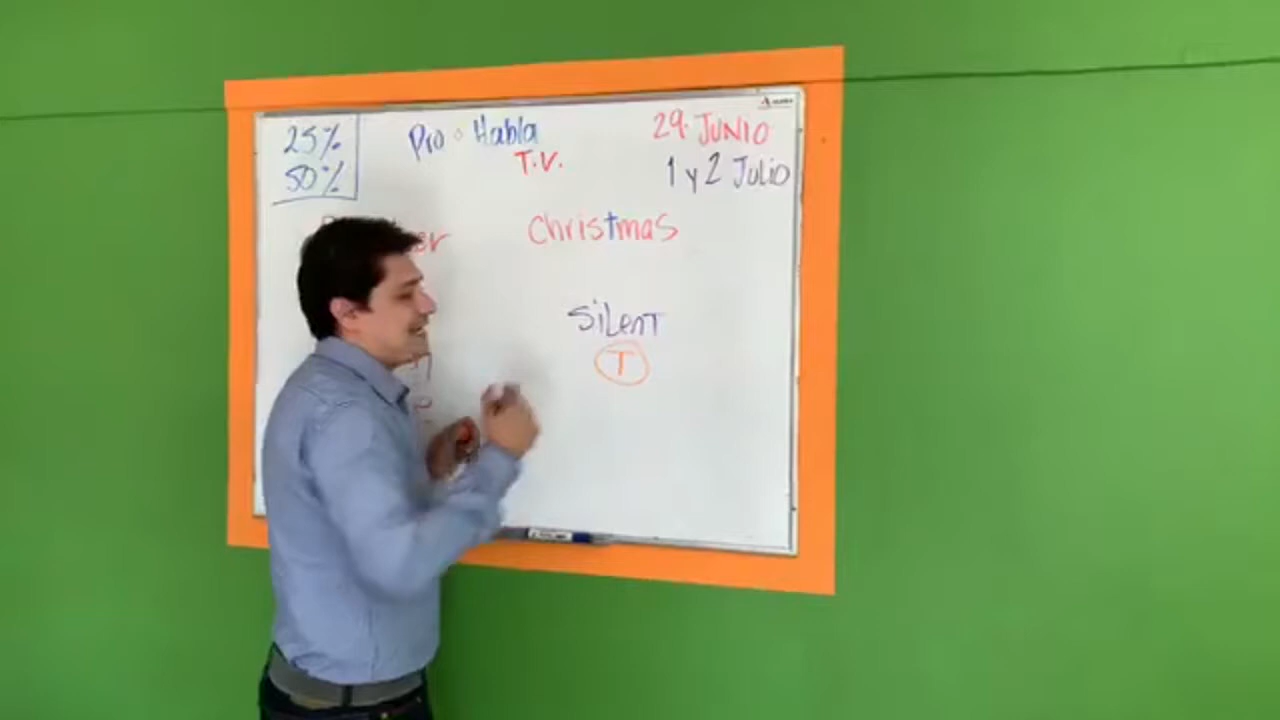 25%
50%
Pro Habla
T.V.
29 JUNIO
1 y 2 Julio
Christmas
SiLenT
T